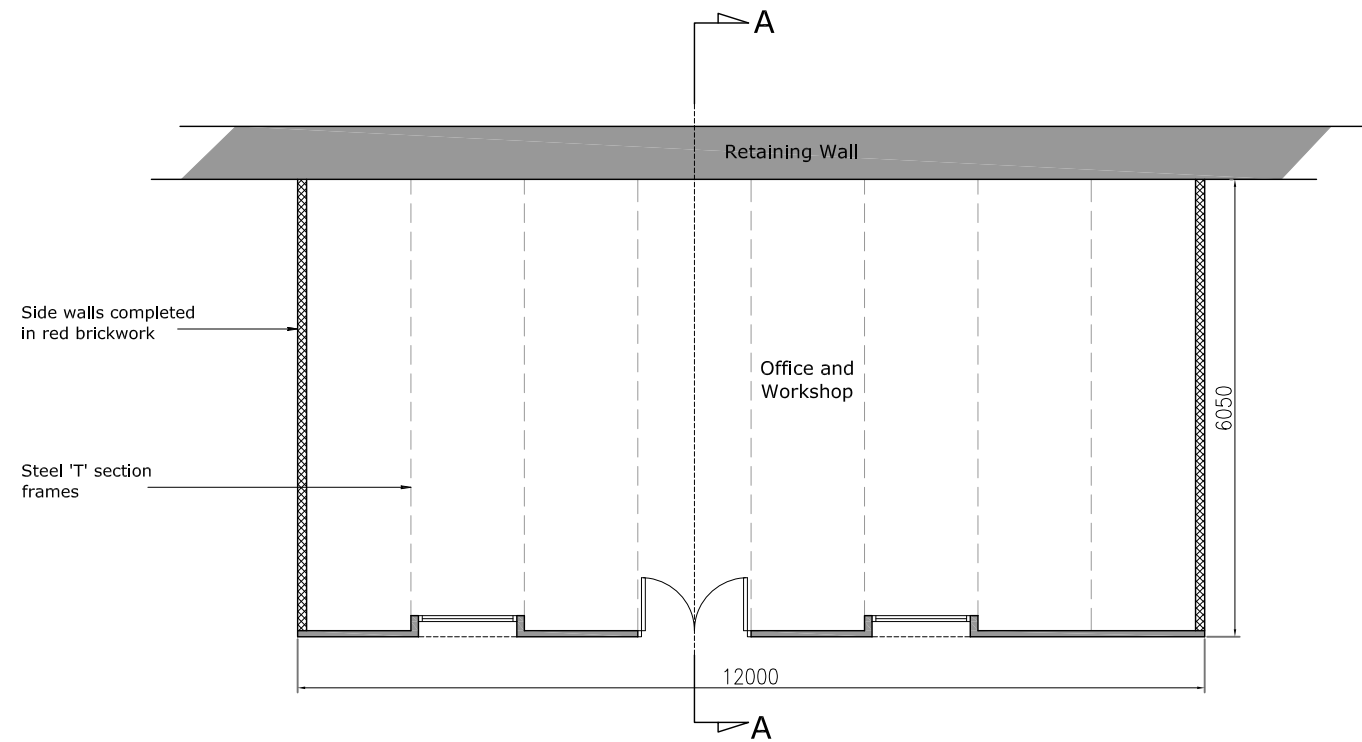 A
Retaining Wall
Side walls completed
in red brickwork
Office and
Workshop
6050
Steel 'T' section
frames
12000
A